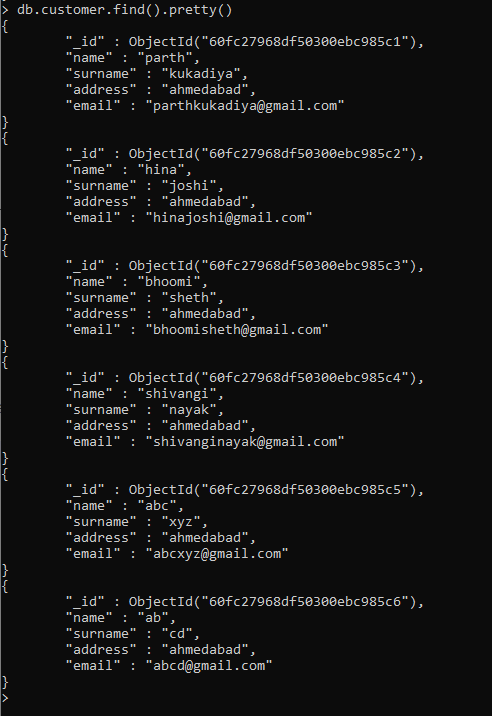 > db.customer.find().pretty()
{
        "_id" : ObjectId("60fc27968df50300ebc985c1"),
        "name" : "parth",
        "surname" : "kukadiya",
        "address" : "ahmedabad",
        "email" : "parthkukadiya@gmail.com"
}
{
        "_id" : ObjectId("60fc27968df50300ebc985c2"),
        "name" : "hina",
        "surname" : "joshi",
        "address" : "ahmedabad",
        "email" : "hinajoshi@gmail.com"
}
{
        "_id" : ObjectId("60fc27968df50300ebc985c3"),
        "name" : "bhoomi",
        "surname" : "sheth",
        "address" : "ahmedabad",
        "email" : "bhoomisheth@gmail.com"
}
{
        "_id" : ObjectId("60fc27968df50300ebc985c4"),
        "name" : "shivangi",
        "surname" : "nayak",
        "address" : "ahmedabad",
        "email" : "shivanginayak@gmail.com"
}
{
        "_id" : ObjectId("60fc27968df50300ebc985c5"),
        "name" : "abc",
        "surname" : "xyz",
        "address" : "ahmedabad",
        "email" : "abcxyz@gmail.com"
}
{
        "_id" : ObjectId("60fc27968df50300ebc985c6"),
        "name" : "ab",
        "surname" : "cd",
        "address" : "ahmedabad",
        "email" : "abcd@gmail.com"
}
>